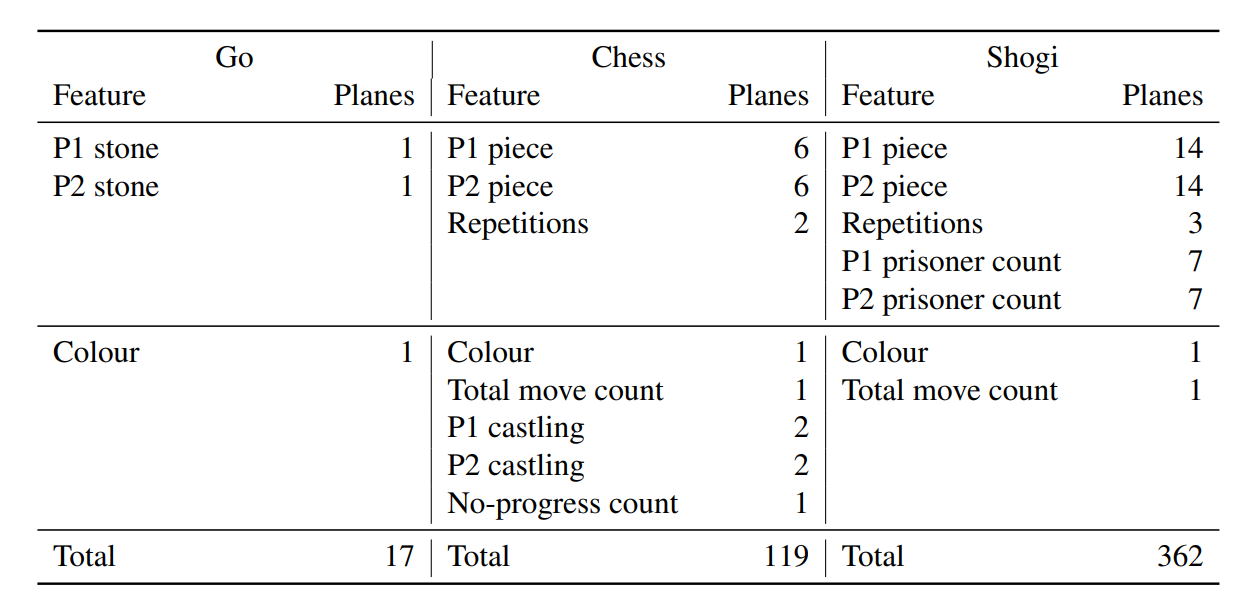 Go Chess Shogi
Feature Planes Feature Planes Feature Planes
P1 stone 1 P1 piece 6 P1 piece 14
P2 stone 1 P2 piece 6 P2 piece 14
Repetitions 2 Repetitions 3
P1 prisoner count 7
P2 prisoner count 7
Colour 1 Colour 1 Colour 1
Total move count 1 Total move count 1
P1 castling 2
P2 castling 2
No-progress count 1
Total 17 Total 119 Total 362